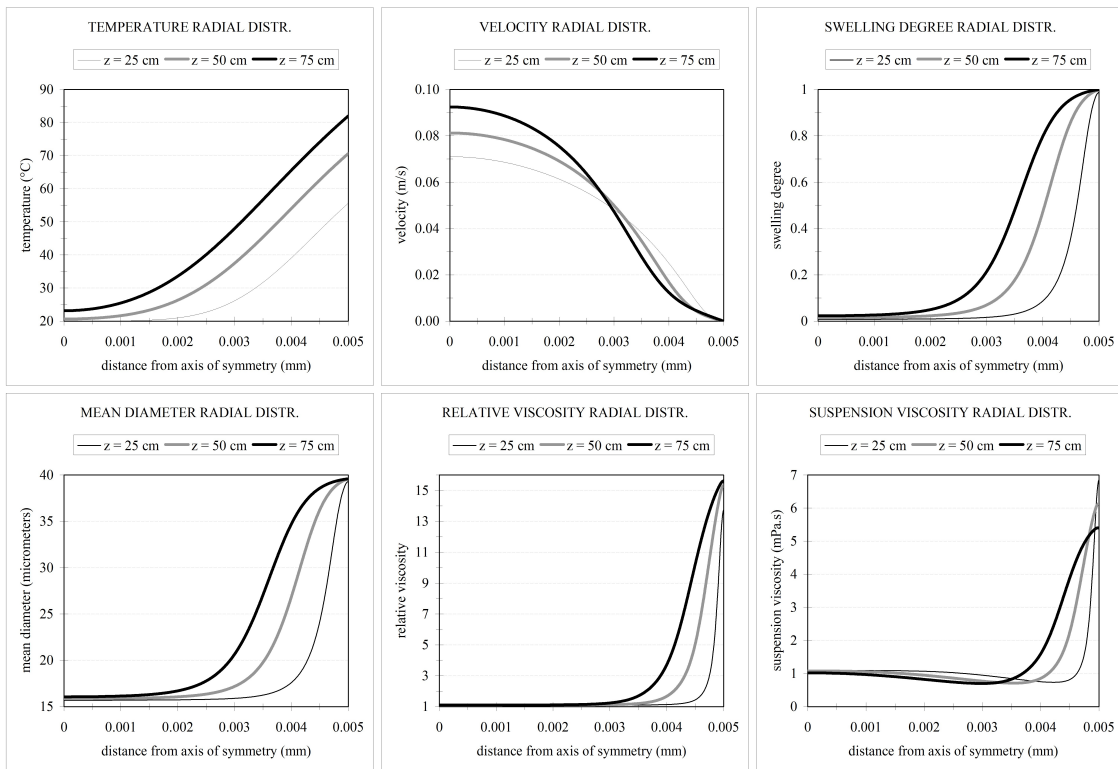 TEMPERATURE RADIAL DISTR.
z = 25 cm z = 50 cm z = 75 cm
90
80
70
60
50
40
30
20
temperature (°C)
0 0.001 0.002 0.003 0.004 0.005
distance from axis of symmetry (mm)
VELOCITY RADIAL DISTR.
z = 25 cm z = 50 cm z = 75 cm
0.10
0.08
0.06
0.04
0.02
0.00
velocity (m/s)
0 0.001 0.002 0.003 0.004 0.005
distance from axis of symmetry (mm)
SWELLING DEGREE RADIAL DISTR.
z = 25 cm z = 50 cm z = 75 cm
1
0.8
0.6
0.4
0.2
0
swelling degree
0 0.001 0.002 0.003 0.004 0.005
distance from axis of symmetry (mm)
MEAN DIAMETER RADIAL DISTR.
z = 25 cm z = 50 cm z = 75 cm
40
35
30
25
20
15
mean diameter (micrometers)
0 0.001 0.002 0.003 0.004 0.005
distance from axis of symmetry (mm)
RELATIVE VISCOSITY RADIAL DISTR.
z = 25 cm z = 50 cm z = 75 cm
15
13
11
9
7
5
3
1
relative viscosity
0 0.001 0.002 0.003 0.004 0.005
distance from axis of symmetry (mm)
SUSPENSION VISCOSITY RADIAL DISTR.
z = 25 cm z = 50 cm z = 75 cm
7
6
5
4
3
2
1
0
suspension viscosity (mPa.s)
0 0.001 0.002 0.003 0.004 0.005
distance from axis of symmetry (mm)